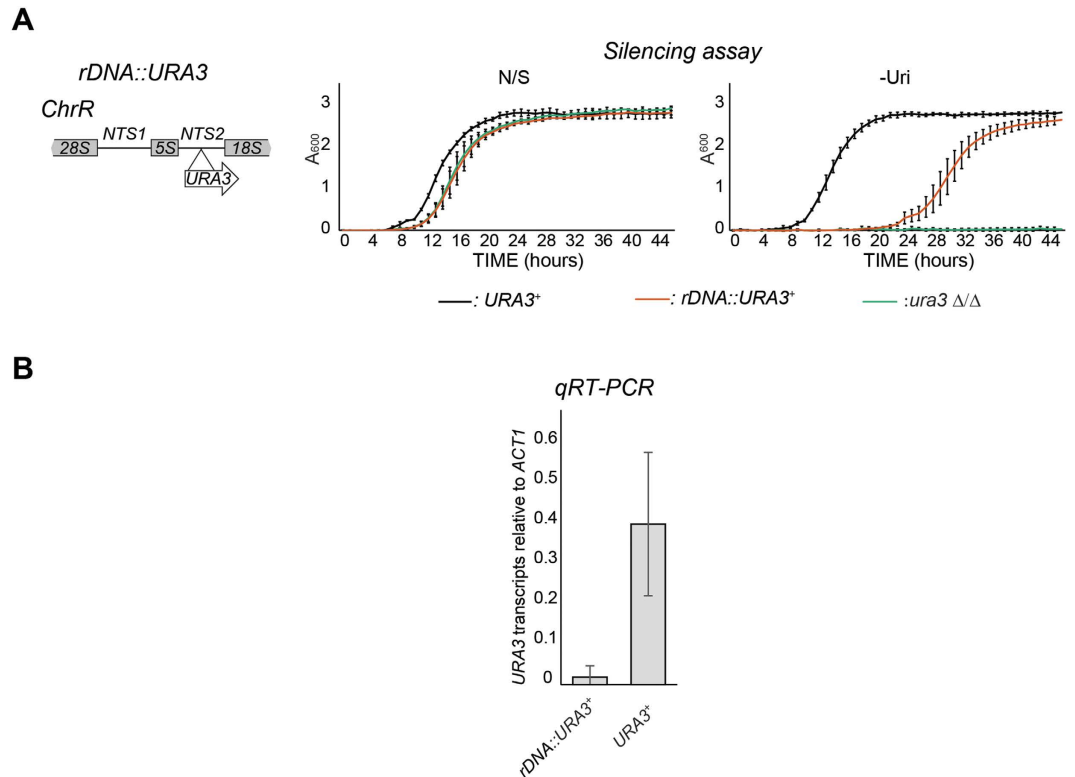 A
rDNA::URA3
ChrR
NTS1 NTS2
28S 5S 18S
URA3
Silencing assay
N/S
A600
3
2
1
0
0 4 8 12 16 20 24 28 32 36 40 44
TIME (hours)
-Uri
A600
3
2
1
0
0 4 8 12 16 20 24 28 32 36 40 44
TIME (hours)
: URA3+
: rDNA::URA3+
:ura3 Δ/Δ
B
qRT-PCR
URA3 transcripts relative to ACT1
0.6
0.5
0.4
0.3
0.2
0.1
0
rDNA::URA3+
URA3+